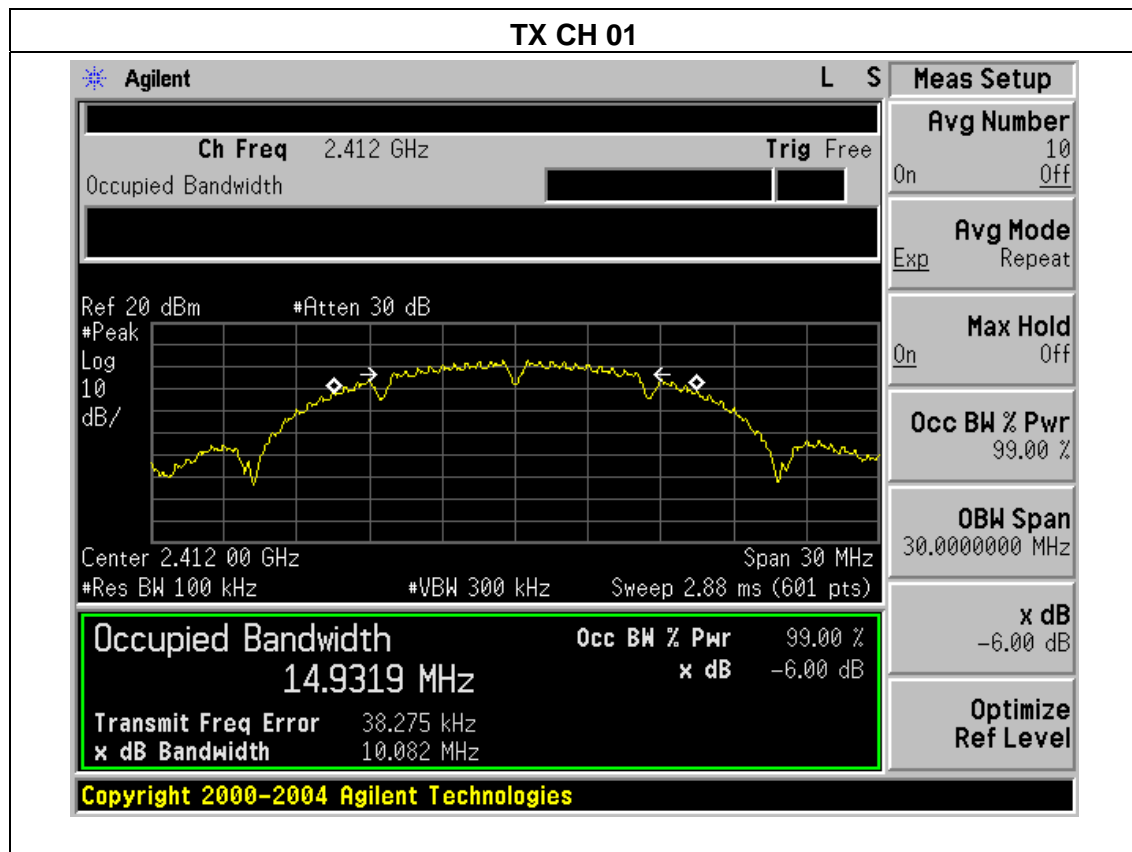 TX CH 01
Agilent L S Meas Setup
Ch Freq 2.412 GHz Trig Free
Occupied Bandwidth
Avg Number
10
On Off
Avg Mode
Exp Repeat
Max Hold
On Off
Occ BW % Pwr
99.00 %
OBW Span
30.0000000 MHz
x dB
-6.00 dB
Optimize
Ref Level
Ref 20 dBm #Atten 30 dB
#Peak
Log
10
dB/
Center 2.412 00 GHz Span 30 MHz
#Res BW 100 kHz #VBW 300 kHz Sweep 2.88 ms (601 pts)
Occupied Bandwidth Occ BW % Pwr 99.00 %
14.9319 MHz x dB -6.00 dB
Transmit Freq Error 38.275 kHz
x dB Bandwidth 10.082 MHz
Copyright 2000-2004 Agilent Technologies